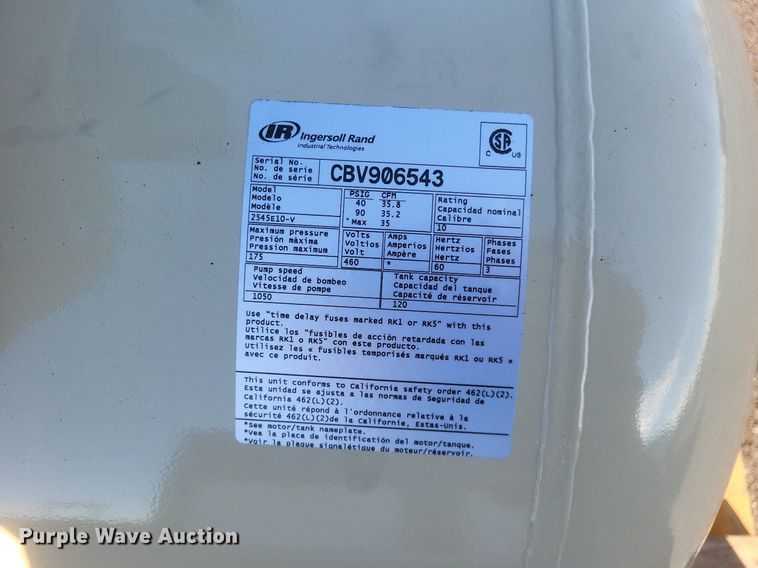 IR Ingersoll Rand
Industrial Technologies
CSA
C US
Serial No.
No. de serie
No. de série
CBV906543
Model
Modelo
Modèle
2545E10-V
PSIG CFM
40 35.8
90 35.2
*Max 35
Rating
Capacidad nominal
Calibre
10
Maximum pressure
Presión màxima
Pression maximum
175
Volts
Voltios
Volt
460
Amps
Amperios
Ampère
*
Hertz
Hertzios
Hertz
60
Phases
Fases
Phases
3
Pump speed
Velocidad de bombeo
Vitesse de pompe
1050
Tank capacity
Capacidad del tanque
Capacité de réservoir
120
Use "time delay fuses marked RK1 or RK5" with this
product.
Utilice los "fusibles de acción retardada con las
marcas RK1 o RK5" con este producto.
Utilisez les « fusibles temporisés marqués RK1 ou RK5 »
avec ce produit.
This unit conforms to California safety order 462(L)(2).
Esta unidad se ajusta a las normas de Seguridad de
California 462(L)(2).
Cette unité répond à l'ordonnance relative à la
sécurité 462(L)(2)de la Californie, Estas-Unis.
*See motor/tank nameplate.
*Vea la placa de identificación del motor/tanque.
*Voir la plaque signalétique du moteur/réservoir.
Purple Wave Auction